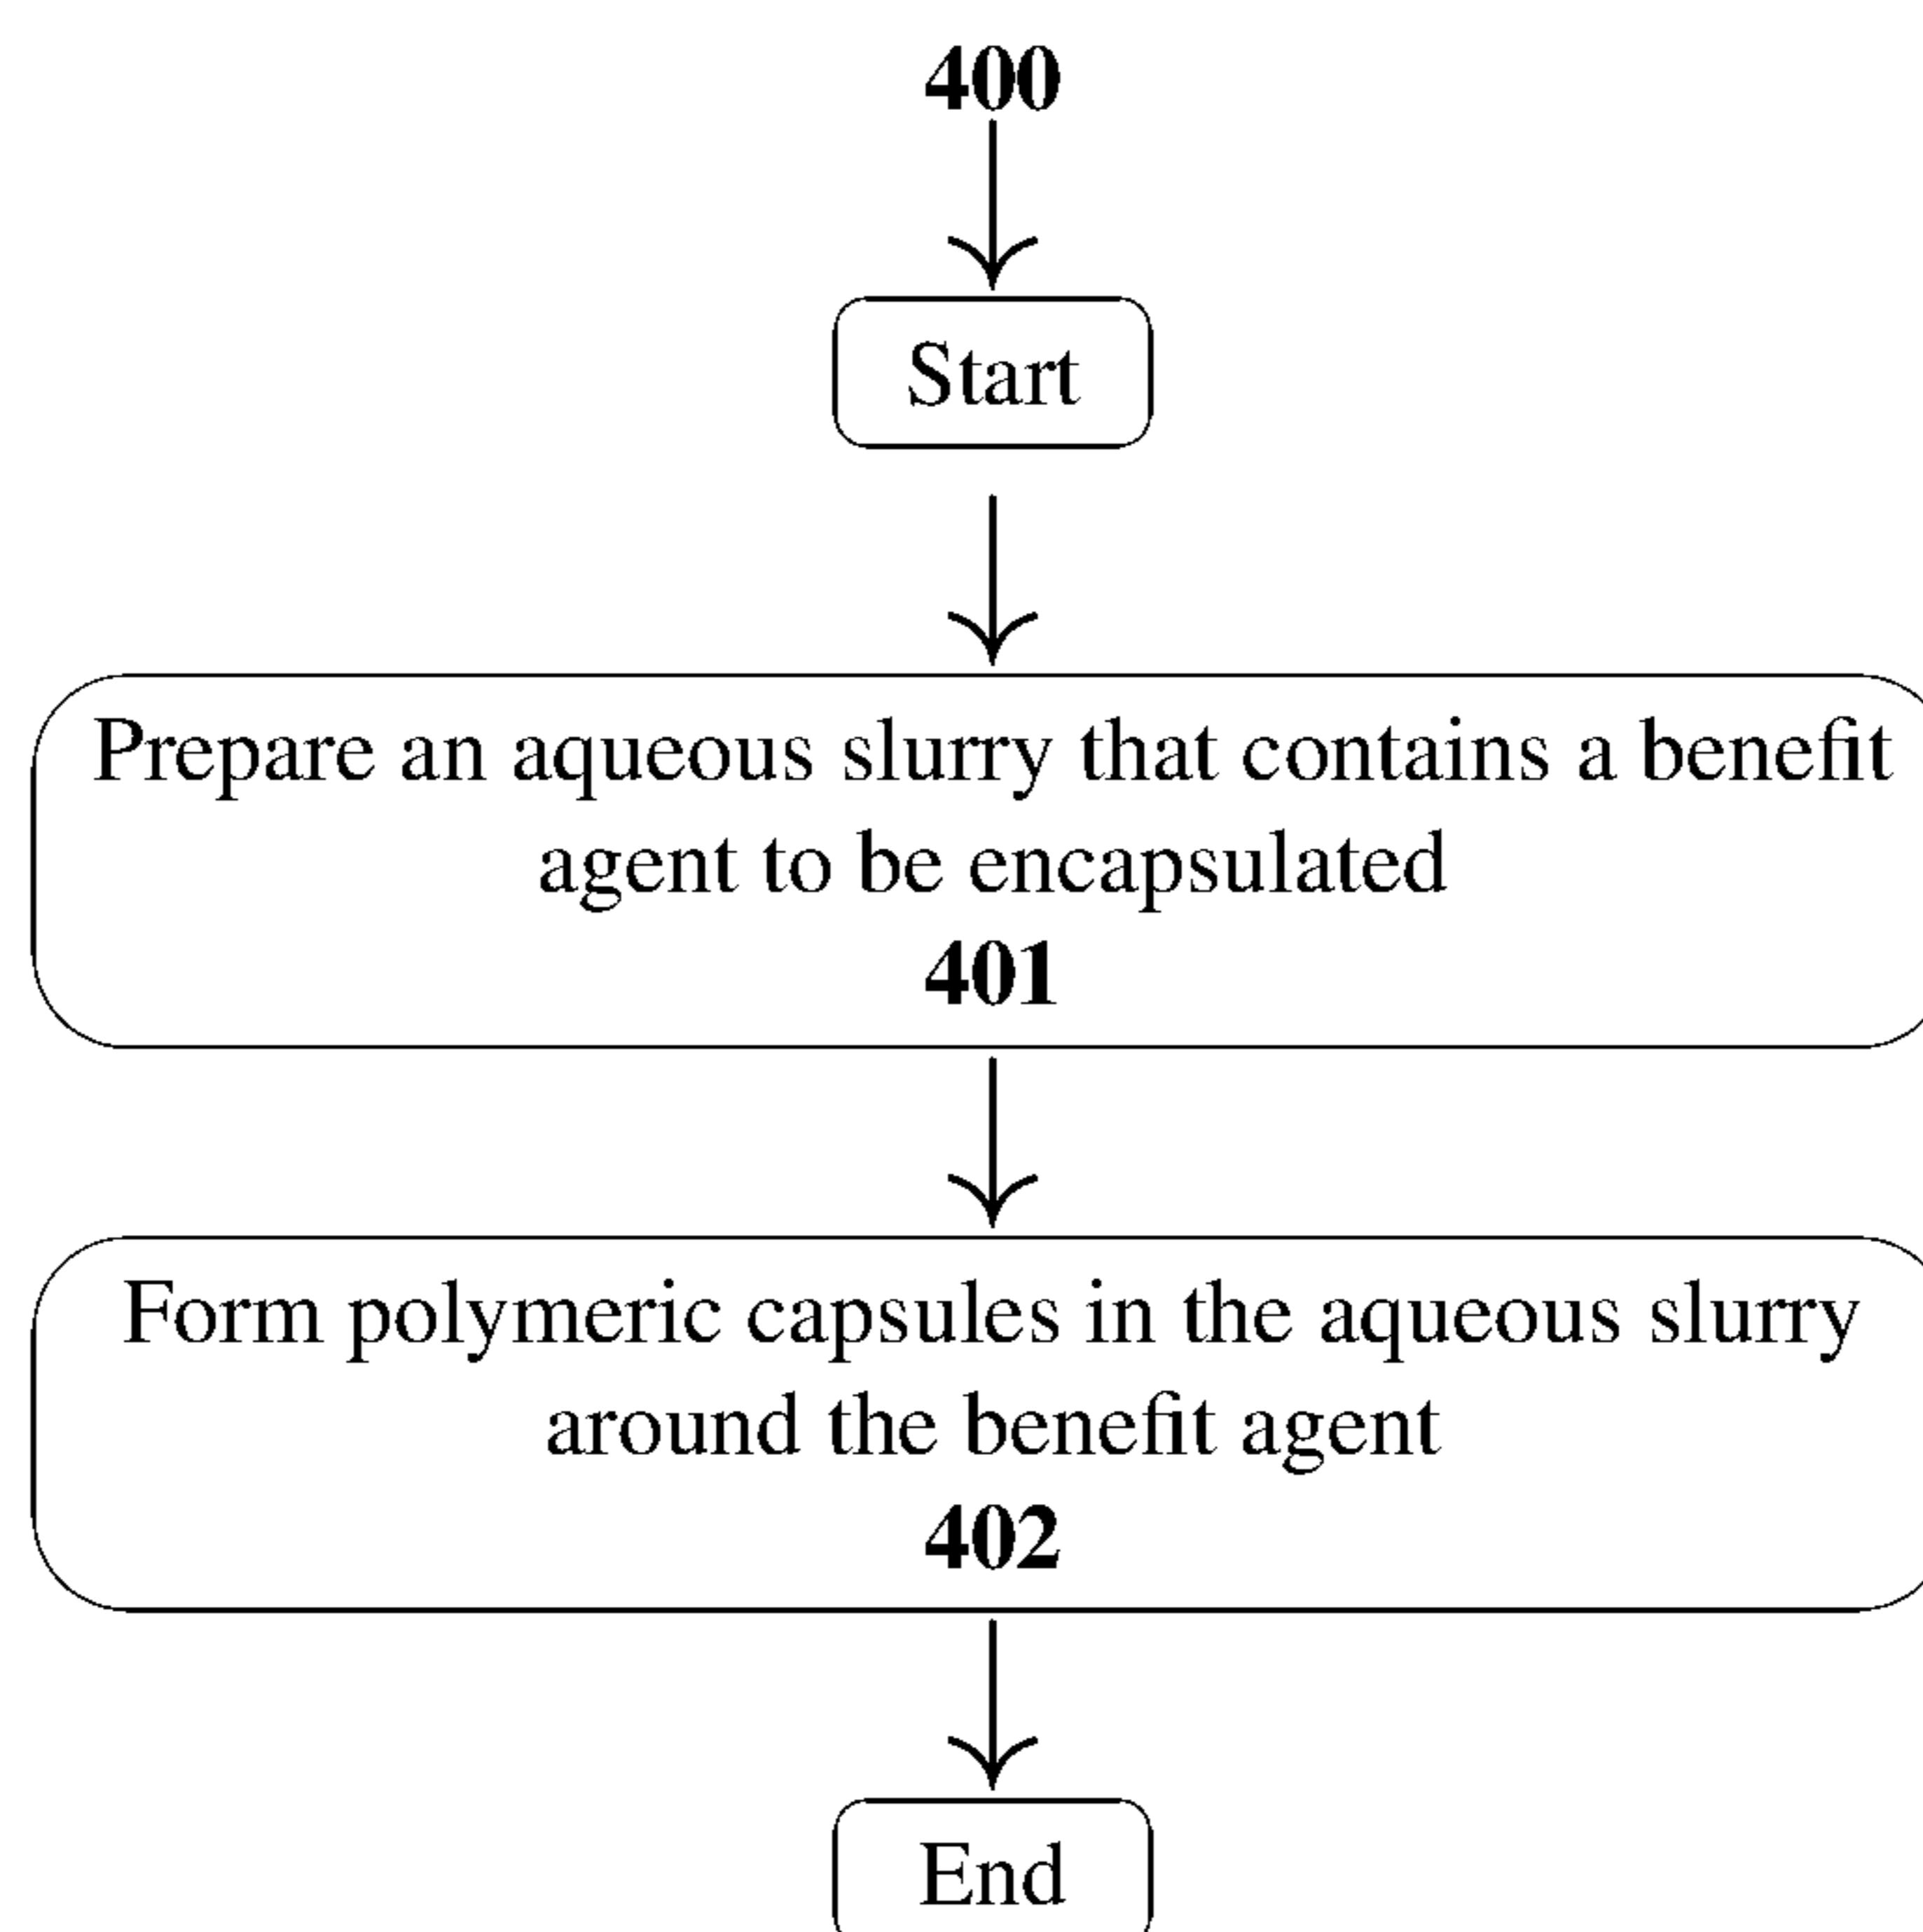 400
Start
Prepare an aqueous slurry that contains a benefit
agent to be encapsulated
401
Form polymeric capsules in the aqueous slurry
around the benefit agent
402
End